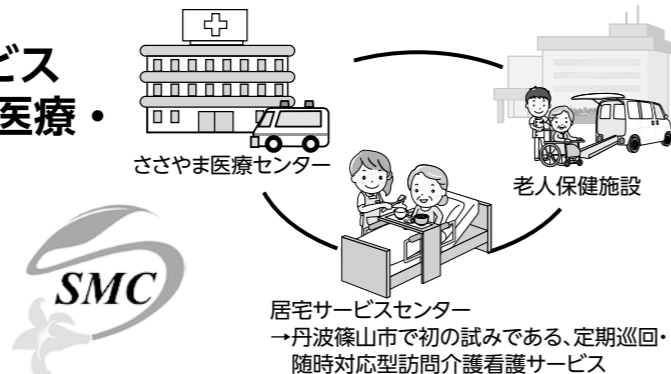 ビス
医療・
ささやま医療センター
老人保健施設
SMC
居宅サービスセンター
→丹波篠山市で初の試みである、定期巡回・
随時対応型訪問介護看護サービス